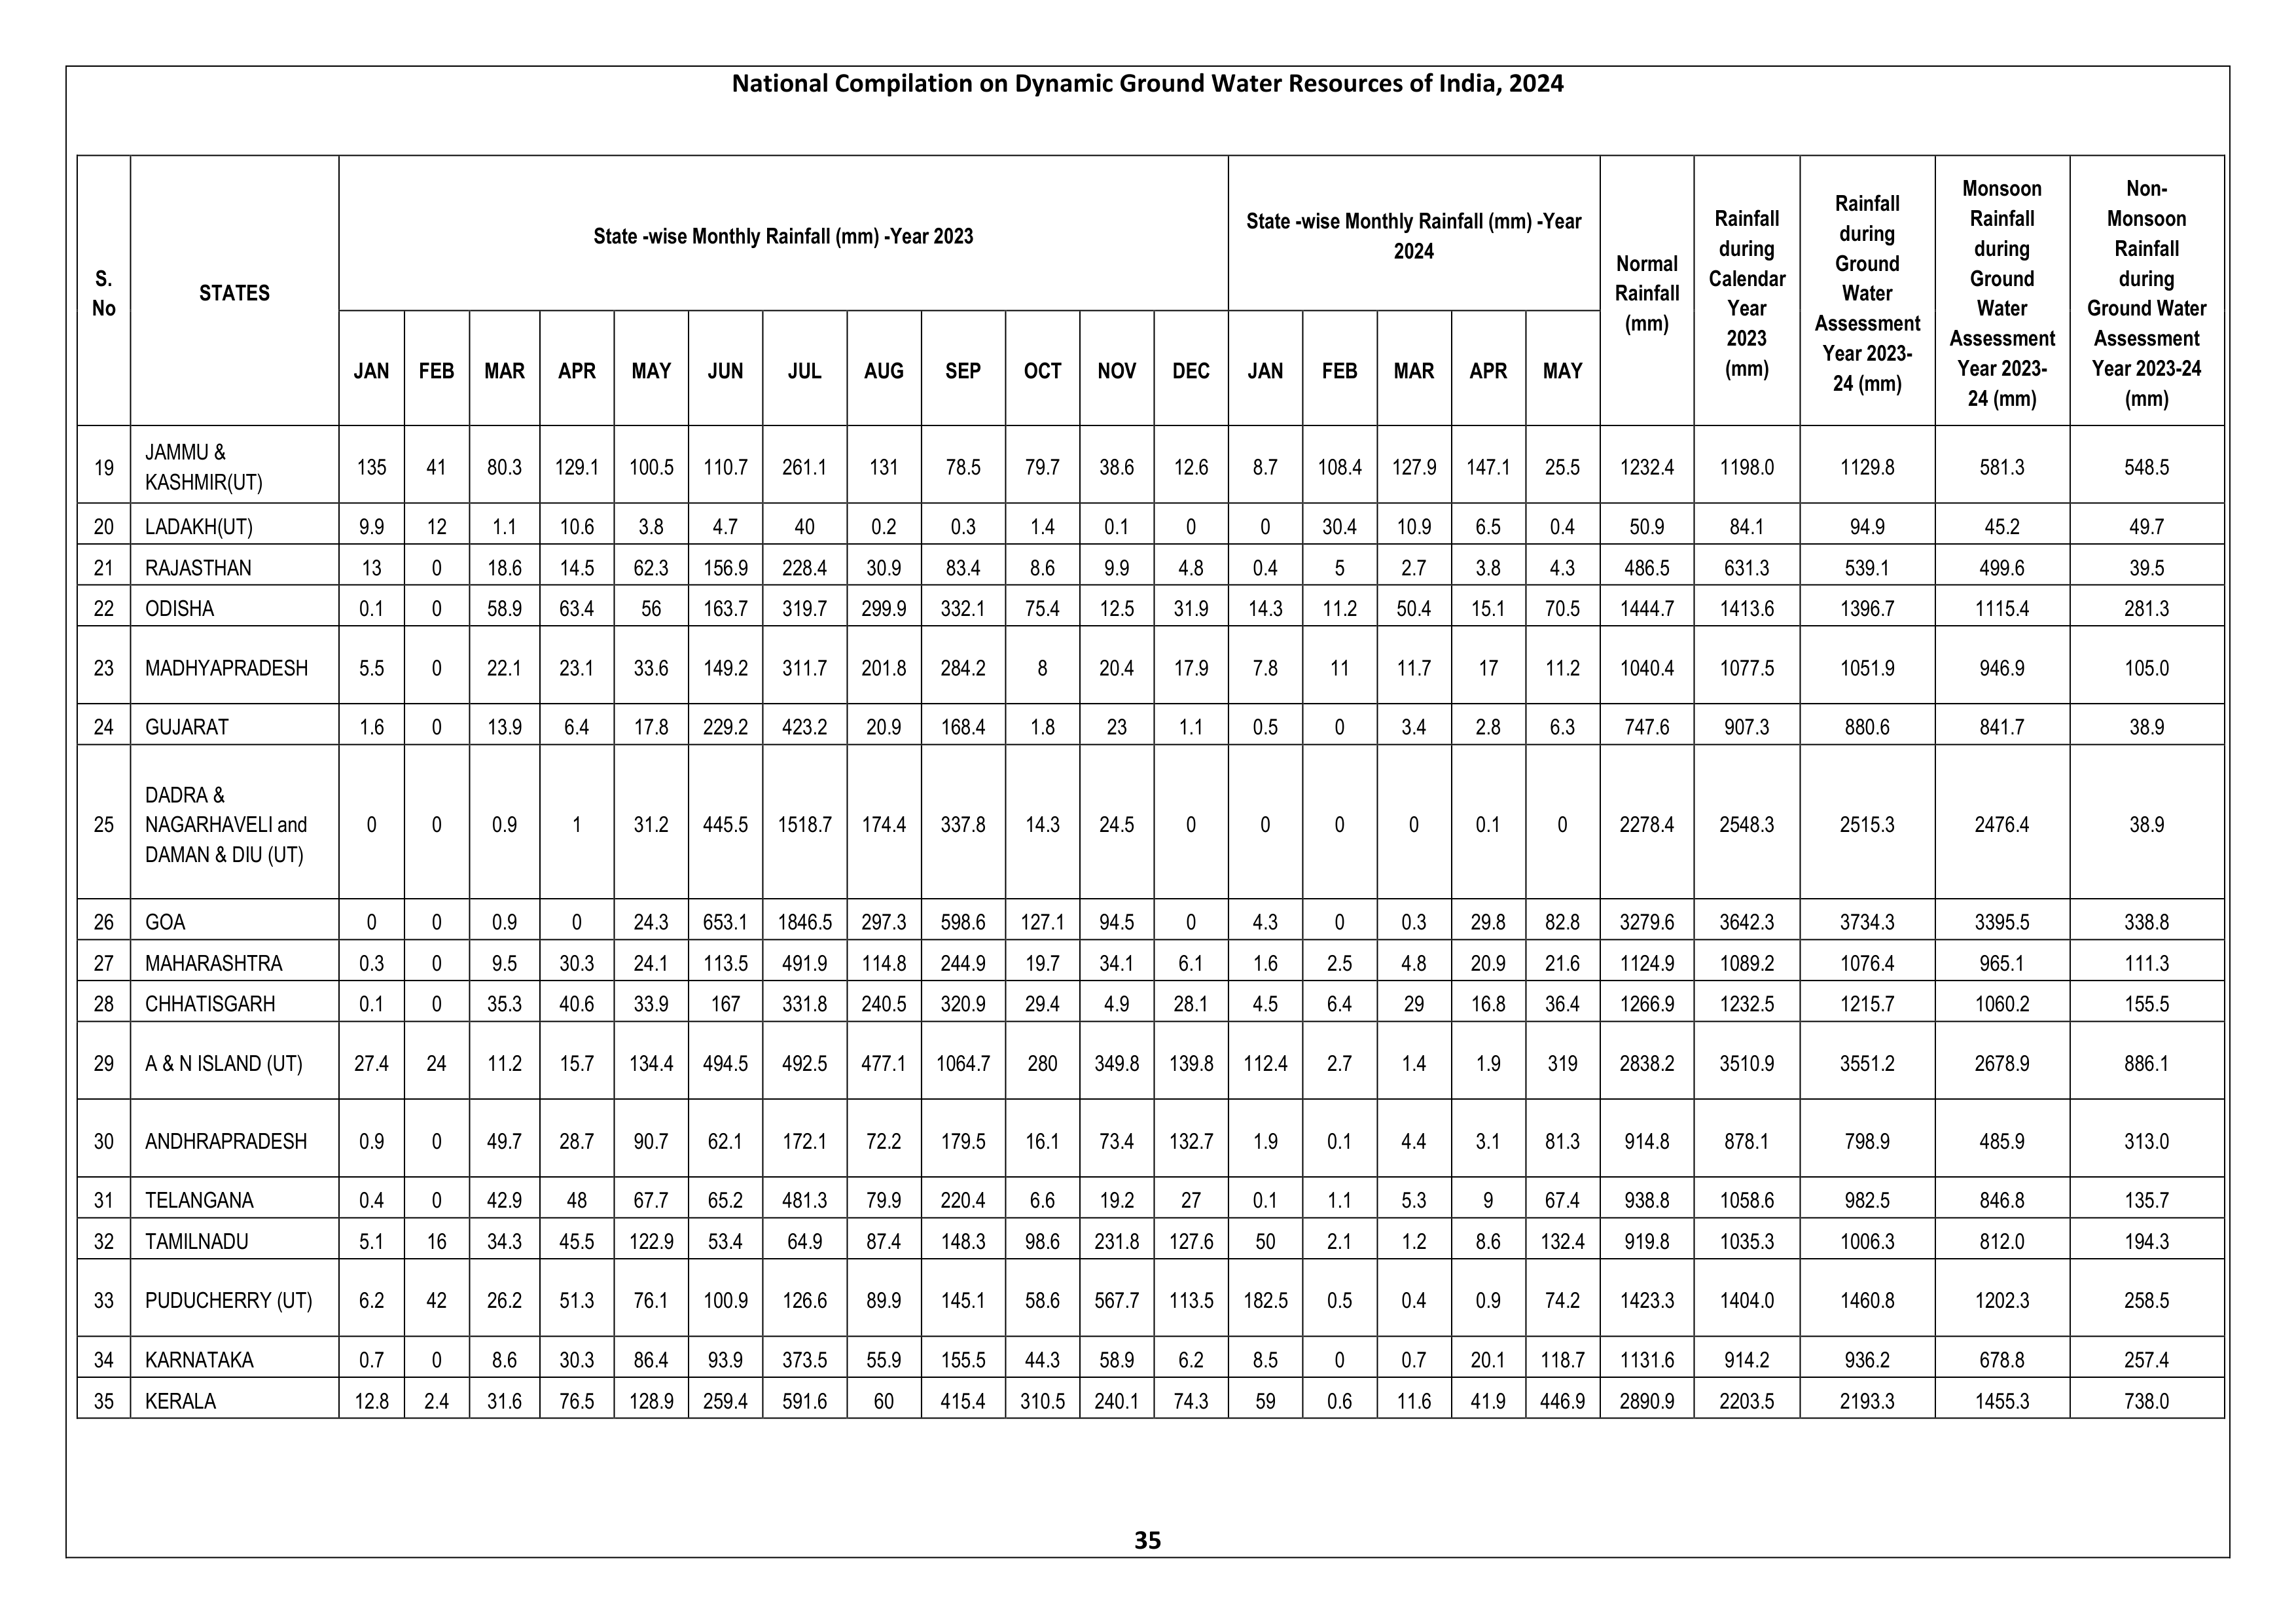 National Compilation on Dynamic Ground Water Resources of India, 2024
S. No | STATES | State -wise Monthly Rainfall (mm) -Year 2023 | State -wise Monthly Rainfall (mm) -Year 2024 | Normal Rainfall (mm) | Rainfall during Calendar Year 2023 (mm) | Rainfall during Ground Water Assessment Year 2023-24 (mm) | Monsoon Rainfall during Ground Water Assessment Year 2023-24 (mm) | Non-Monsoon Rainfall during Ground Water Assessment Year 2023-24 (mm)
JAN | FEB | MAR | APR | MAY | JUN | JUL | AUG | SEP | OCT | NOV | DEC | JAN | FEB | MAR | APR | MAY
19 | JAMMU & KASHMIR(UT) | 135 | 41 | 80.3 | 129.1 | 100.5 | 110.7 | 261.1 | 131 | 78.5 | 79.7 | 38.6 | 12.6 | 8.7 | 108.4 | 127.9 | 147.1 | 25.5 | 1232.4 | 1198.0 | 1129.8 | 581.3 | 548.5
20 | LADAKH(UT) | 9.9 | 12 | 1.1 | 10.6 | 3.8 | 4.7 | 40 | 0.2 | 0.3 | 1.4 | 0.1 | 0 | 0 | 30.4 | 10.9 | 6.5 | 0.4 | 50.9 | 84.1 | 94.9 | 45.2 | 49.7
21 | RAJASTHAN | 13 | 0 | 18.6 | 14.5 | 62.3 | 156.9 | 228.4 | 30.9 | 83.4 | 8.6 | 9.9 | 4.8 | 0.4 | 5 | 2.7 | 3.8 | 4.3 | 486.5 | 631.3 | 539.1 | 499.6 | 39.5
22 | ODISHA | 0.1 | 0 | 58.9 | 63.4 | 56 | 163.7 | 319.7 | 299.9 | 332.1 | 75.4 | 12.5 | 31.9 | 14.3 | 11.2 | 50.4 | 15.1 | 70.5 | 1444.7 | 1413.6 | 1396.7 | 1115.4 | 281.3
23 | MADHYAPRADESH | 5.5 | 0 | 22.1 | 23.1 | 33.6 | 149.2 | 311.7 | 201.8 | 284.2 | 8 | 20.4 | 17.9 | 7.8 | 11 | 11.7 | 17 | 11.2 | 1040.4 | 1077.5 | 1051.9 | 946.9 | 105.0
24 | GUJARAT | 1.6 | 0 | 13.9 | 6.4 | 17.8 | 229.2 | 423.2 | 20.9 | 168.4 | 1.8 | 23 | 1.1 | 0.5 | 0 | 3.4 | 2.8 | 6.3 | 747.6 | 907.3 | 880.6 | 841.7 | 38.9
25 | DADRA & NAGARHAVELI and DAMAN & DIU (UT) | 0 | 0 | 0.9 | 1 | 31.2 | 445.5 | 1518.7 | 174.4 | 337.8 | 14.3 | 24.5 | 0 | 0 | 0 | 0 | 0.1 | 0 | 2278.4 | 2548.3 | 2515.3 | 2476.4 | 38.9
26 | GOA | 0 | 0 | 0.9 | 0 | 24.3 | 653.1 | 1846.5 | 297.3 | 598.6 | 127.1 | 94.5 | 0 | 4.3 | 0 | 0.3 | 29.8 | 82.8 | 3279.6 | 3642.3 | 3734.3 | 3395.5 | 338.8
27 | MAHARASHTRA | 0.3 | 0 | 9.5 | 30.3 | 24.1 | 113.5 | 491.9 | 114.8 | 244.9 | 19.7 | 34.1 | 6.1 | 1.6 | 2.5 | 4.8 | 20.9 | 21.6 | 1124.9 | 1089.2 | 1076.4 | 965.1 | 111.3
28 | CHHATISGARH | 0.1 | 0 | 35.3 | 40.6 | 33.9 | 167 | 331.8 | 240.5 | 320.9 | 29.4 | 4.9 | 28.1 | 4.5 | 6.4 | 29 | 16.8 | 36.4 | 1266.9 | 1232.5 | 1215.7 | 1060.2 | 155.5
29 | A & N ISLAND (UT) | 27.4 | 24 | 11.2 | 15.7 | 134.4 | 494.5 | 492.5 | 477.1 | 1064.7 | 280 | 349.8 | 139.8 | 112.4 | 2.7 | 1.4 | 1.9 | 319 | 2838.2 | 3510.9 | 3551.2 | 2678.9 | 886.1
30 | ANDHRAPRADESH | 0.9 | 0 | 49.7 | 28.7 | 90.7 | 62.1 | 172.1 | 72.2 | 179.5 | 16.1 | 73.4 | 132.7 | 1.9 | 0.1 | 4.4 | 3.1 | 81.3 | 914.8 | 878.1 | 798.9 | 485.9 | 313.0
31 | TELANGANA | 0.4 | 0 | 42.9 | 48 | 67.7 | 65.2 | 481.3 | 79.9 | 220.4 | 6.6 | 19.2 | 27 | 0.1 | 1.1 | 5.3 | 9 | 67.4 | 938.8 | 1058.6 | 982.5 | 846.8 | 135.7
32 | TAMILNADU | 5.1 | 16 | 34.3 | 45.5 | 122.9 | 53.4 | 64.9 | 87.4 | 148.3 | 98.6 | 231.8 | 127.6 | 50 | 2.1 | 1.2 | 8.6 | 132.4 | 919.8 | 1035.3 | 1006.3 | 812.0 | 194.3
33 | PUDUCHERRY (UT) | 6.2 | 42 | 26.2 | 51.3 | 76.1 | 100.9 | 126.6 | 89.9 | 145.1 | 58.6 | 567.7 | 113.5 | 182.5 | 0.5 | 0.4 | 0.9 | 74.2 | 1423.3 | 1404.0 | 1460.8 | 1202.3 | 258.5
34 | KARNATAKA | 0.7 | 0 | 8.6 | 30.3 | 86.4 | 93.9 | 373.5 | 55.9 | 155.5 | 44.3 | 58.9 | 6.2 | 8.5 | 0 | 0.7 | 20.1 | 118.7 | 1131.6 | 914.2 | 936.2 | 678.8 | 257.4
35 | KERALA | 12.8 | 2.4 | 31.6 | 76.5 | 128.9 | 259.4 | 591.6 | 60 | 415.4 | 310.5 | 240.1 | 74.3 | 59 | 0.6 | 11.6 | 41.9 | 446.9 | 2890.9 | 2203.5 | 2193.3 | 1455.3 | 738.0
35